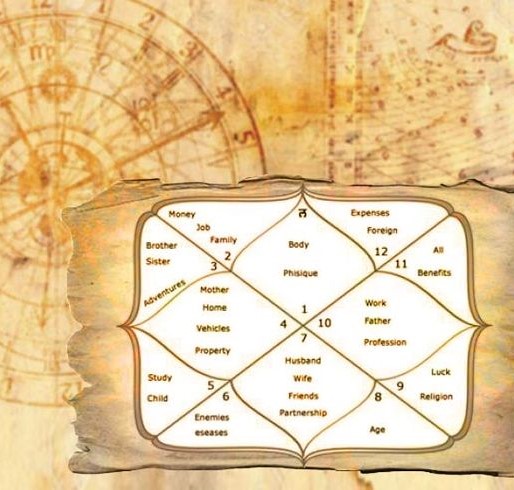 Money
Job
Family
2
ल
Body
Phisique
1
Expenses
Foreign
12
Brother
Sister
3
Adventures
11
All
Benefits
Mother
Home
Vehicles
Property
4
10
Work
Father
Profession
7
Husband
Wife
Friends
Partnership
Study
Child
5
6
Enemies
eseases
8
Age
9
Luck
Religion